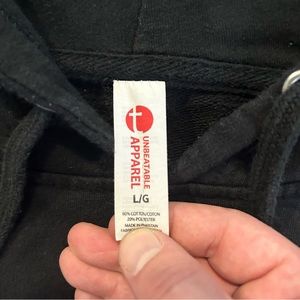 t
UNBEATABLE
APPAREL
L/G
80% COTTON/COTON
20% POLYESTER
MADE IN PAKISTAN